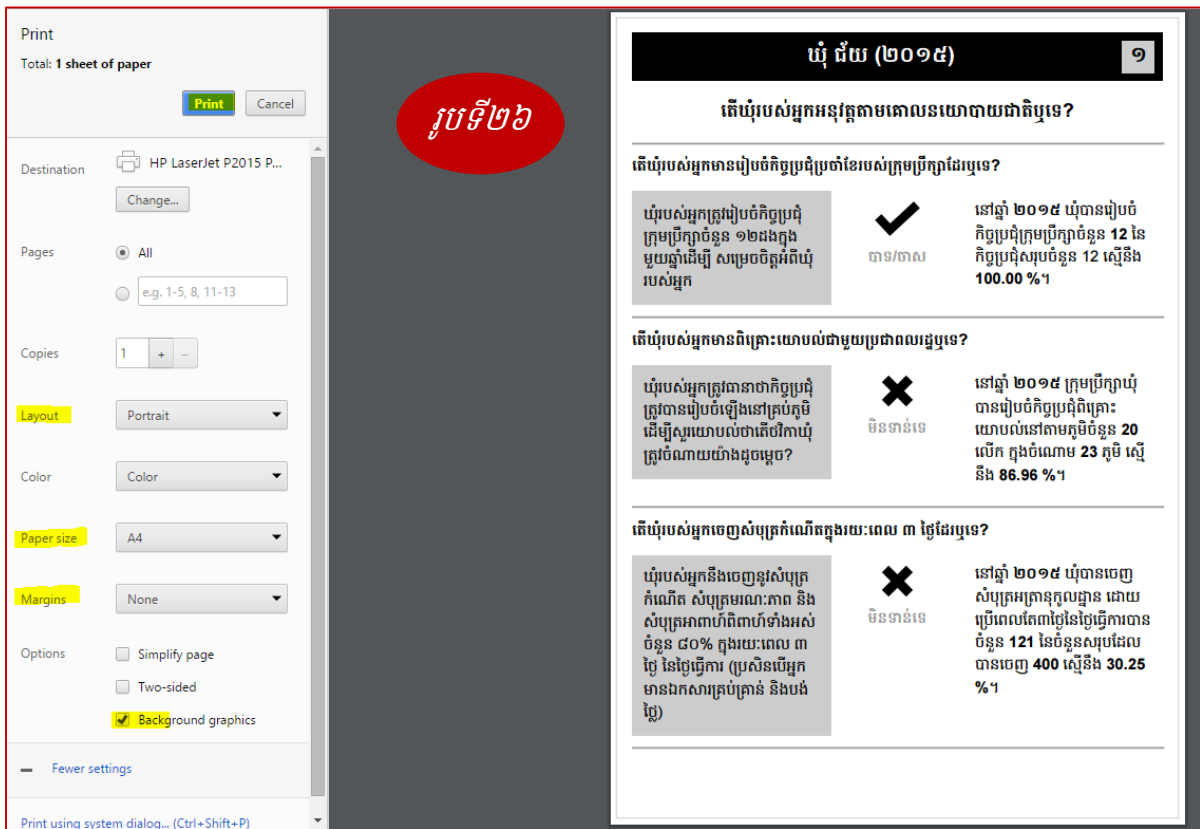 Print
Total: 1 sheet of paper
Print
Cancel
Destination
HP LaserJet P2015 P...
Change...
Pages
All
e.g. 1-5, 8, 11-13
Copies
1
+
−
Layout
Portrait
Color
Color
Paper size
A4
Margins
None
Options
Simplify page
Two-sided
Background graphics
Fewer settings
Print using system dialog... (Ctrl+Shift+P)
រូបទី២៦
ឃុំ ជ័យ (២០១៥)
១
តើឃុំរបស់អ្នកអនុវត្តតាមគោលនយោបាយជាតិឬទេ?
តើឃុំរបស់អ្នកមានរៀបចំកិច្ចប្រជុំប្រចាំខែរបស់ក្រុមប្រឹក្សាដែរឬទេ?
ឃុំរបស់អ្នកត្រូវរៀបចំកិច្ចប្រជុំ
ក្រុមប្រឹក្សាចំនួន ១២ដងក្នុង
មួយឆ្នាំដើម្បី សម្រេចចិត្តអំពីឃុំ
របស់អ្នក
បាទ/ចាស
នៅឆ្នាំ ២០១៥ ឃុំបានរៀបចំ
កិច្ចប្រជុំក្រុមប្រឹក្សាចំនួន 12 នៃ
កិច្ចប្រជុំសរុបចំនួន 12 ស្មើនឹង
100.00 %។
តើឃុំរបស់អ្នកមានពិគ្រោះយោបល់ជាមួយប្រជាពលរដ្ឋឬទេ?
ឃុំរបស់អ្នកត្រូវធានាថាកិច្ចប្រជុំ
ត្រូវបានរៀបចំឡើងនៅគ្រប់ភូមិ
ដើម្បីសួរយោបល់ថាតើថវិកាឃុំ
ត្រូវចំណាយយ៉ាងដូចម្តេច?
មិនទាន់ទេ
នៅឆ្នាំ ២០១៥ ក្រុមប្រឹក្សាឃុំ
បានរៀបចំកិច្ចប្រជុំពិគ្រោះ
យោបល់នៅតាមភូមិចំនួន 20
លើក ក្នុងចំណោម 23 ភូមិ ស្មើ
នឹង 86.96 %។
តើឃុំរបស់អ្នកចេញសំបុត្រកំណើតក្នុងរយៈពេល ៣ ថ្ងៃដែរឬទេ?
ឃុំរបស់អ្នកនឹងចេញនូវសំបុត្រ
កំណើត សំបុត្រមរណៈភាព និង
សំបុត្រអាពាហ៍ពិពាហ៍ទាំងអស់
ចំនួន ៨០% ក្នុងរយៈពេល ៣
ថ្ងៃ នៃថ្ងៃធ្វើការ (ប្រសិនបើអ្នក
មានឯកសារគ្រប់គ្រាន់ និងបង់
ថ្លៃ)
មិនទាន់ទេ
នៅឆ្នាំ ២០១៥ ឃុំបានចេញ
សំបុត្រអត្រានុកូលដ្ឋាន ដោយ
ប្រើពេលតែ៣ថ្ងៃនៃថ្ងៃធ្វើការបាន
ចំនួន 121 នៃចំនួនសរុបដែល
បានចេញ 400 ស្មើនឹង 30.25
%។